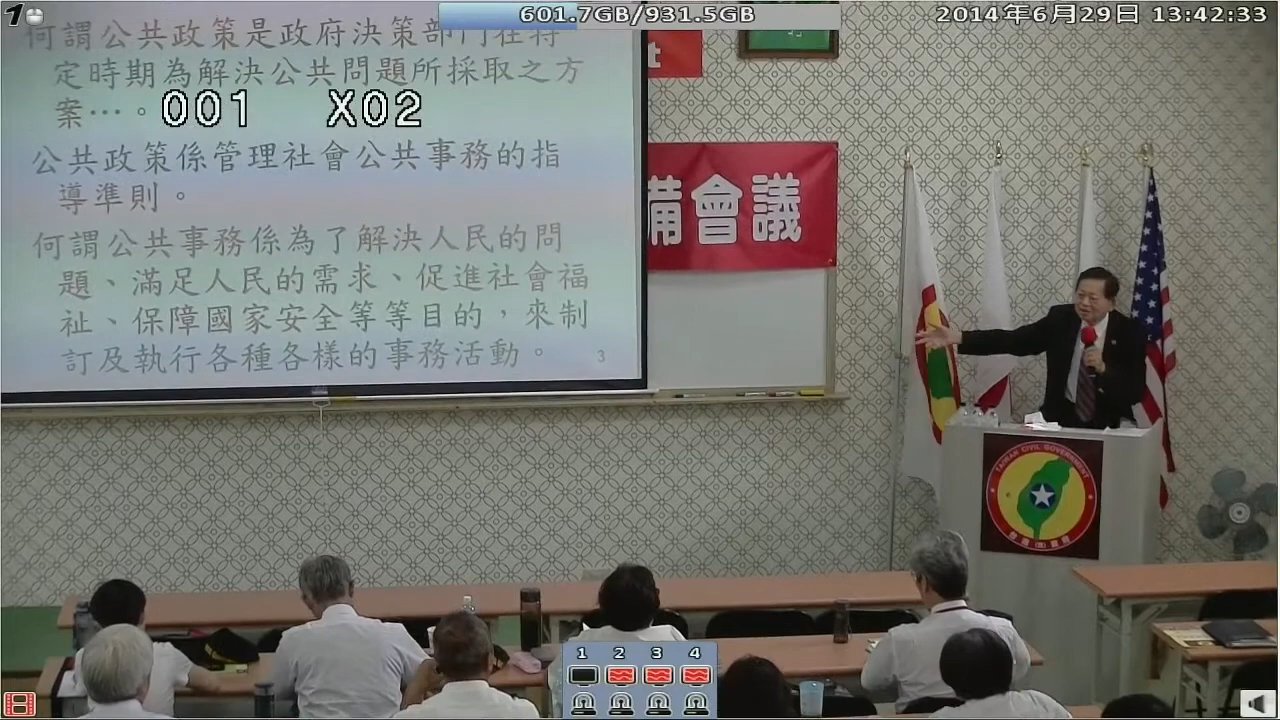 1
601.7GB/931.5GB
2014年6月29日 13:42:33
何謂公共政策是政府決策部門在特
定時期為解決公共問題所採取之方
案…。
001 X02
公共政策係管理社會公共事務的指
導準則。
何謂公共事務係為了解決人民的問
題、滿足人民的需求、促進社會福
祉、保障國家安全等等目的，來制
訂及執行各種各樣的事務活動。
3
t
備會議
TAIWAN CIVIL GOVERNMENT
1 2 3 4